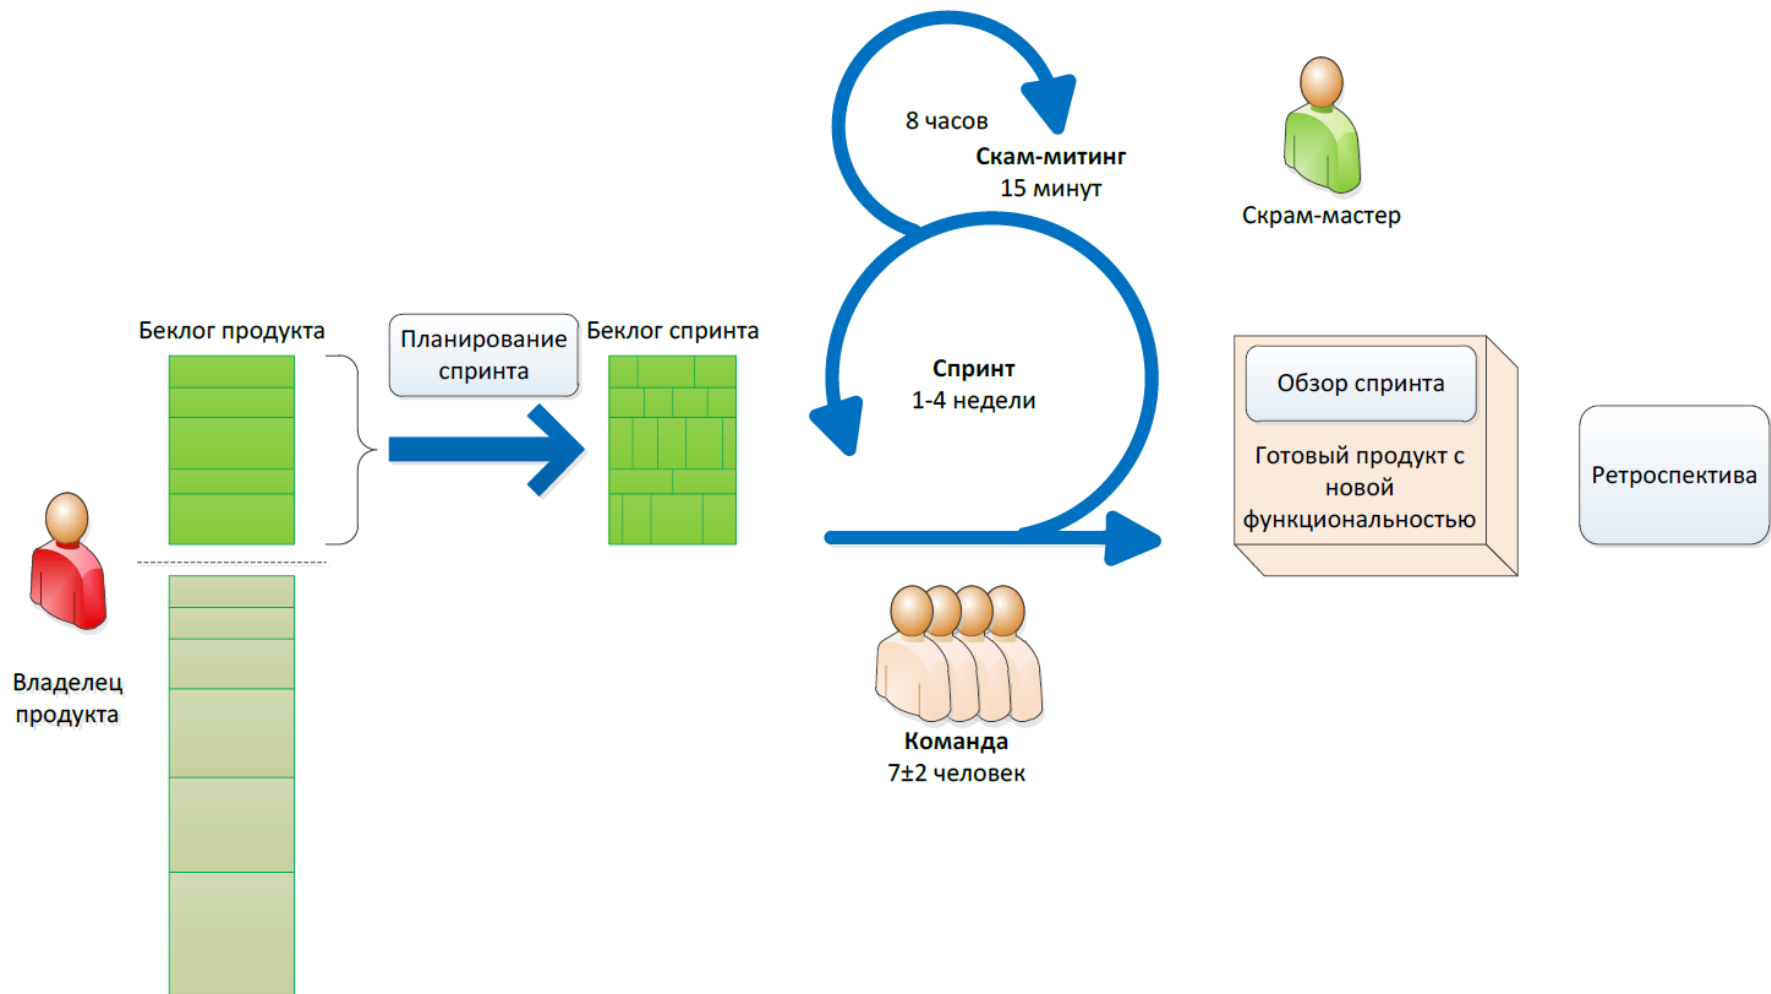 8 часов
Скам-митинг
15 минут
Скрам-мастер
Беклог продукта
Планирование
спринта
Беклог спринта
Спринт
1-4 недели
Обзор спринта
Готовый продукт с
новой
функциональностью
Ретроспектива
Владелец
продукта
Команда
7±2 человек